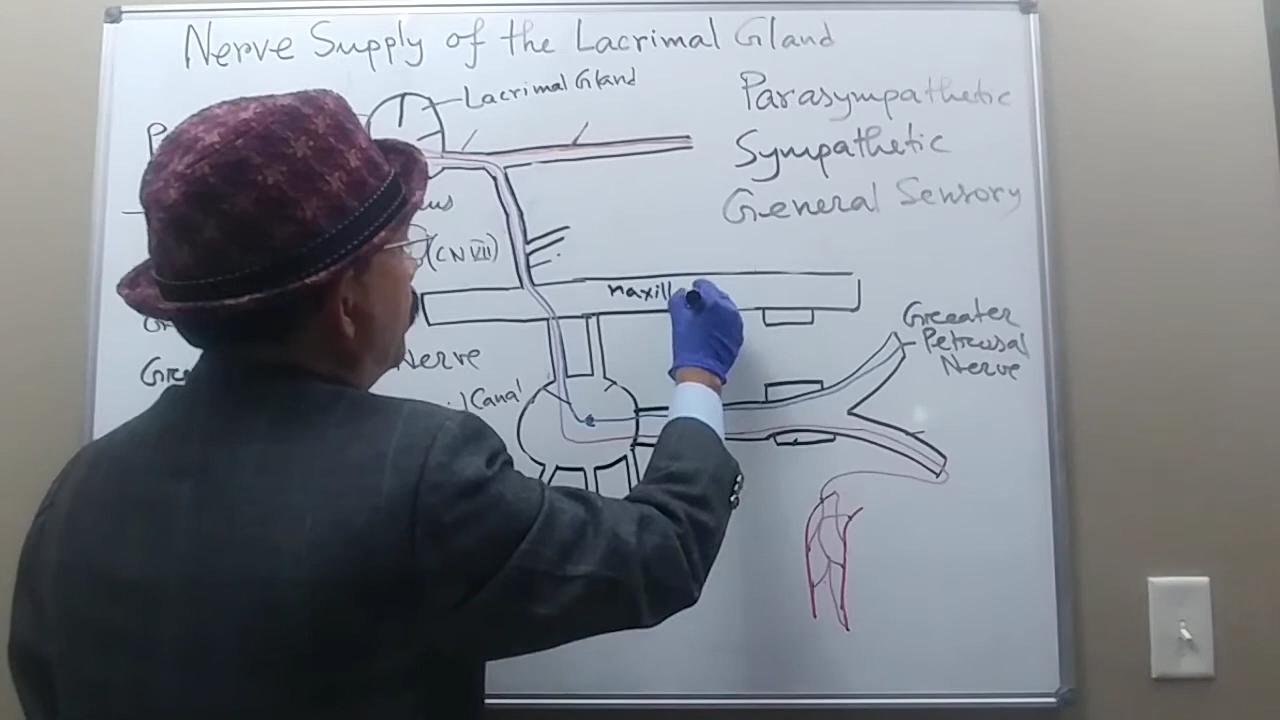 Nerve Supply of the Lacrimal Gland
Lacrimal Gland
Parasympathetic
Sympathetic
General Sensory
(CN VII)
maxill
Greater
Petrosal
Nerve
Nerve
Canal